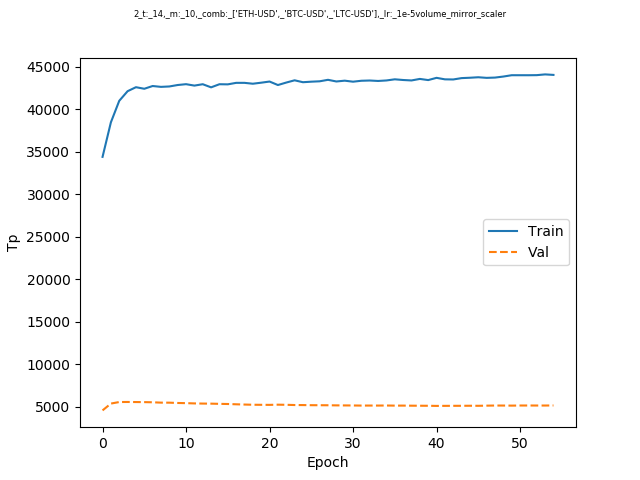 2_t:_14,_m:_10,_comb:_['ETH-USD',_'BTC-USD',_'LTC-USD'],_lr:_1e-5volume_mirror_scaler
45000
40000
35000
30000
25000
20000
15000
10000
5000
Tp
Train
Val
0 10 20 30 40 50
Epoch